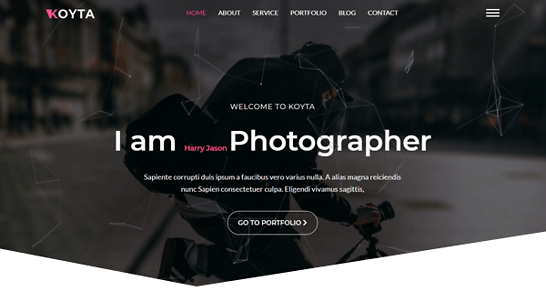 KOYTA
HOME ABOUT SERVICE PORTFOLIO BLOG CONTACT
WELCOME TO KOYTA
I am Harry Jason Photographer
Sapiente corrupti duis ipsum a faucibus vero varius nulla. A alias magna reiciendis
nunc Sapien consectetuer culpa. Eligendi vivamus sagittis,
GO TO PORTFOLIO